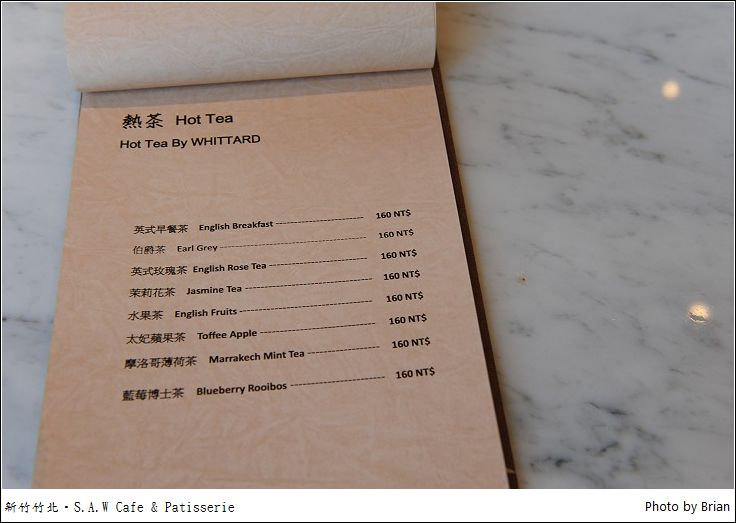 熱茶 Hot Tea
Hot Tea By WHITTARD
英式早餐茶 English Breakfast ---------------------- 160 NT$
伯爵茶 Earl Grey ---------------------------------- 160 NT$
英式玫瑰茶 English Rose Tea ------------------------ 160 NT$
茉莉花茶 Jasmine Tea ------------------------------ 160 NT$
水果茶 English Fruits ------------------------------ 160 NT$
太妃蘋果茶 Toffee Apple ---------------------------- 160 NT$
摩洛哥薄荷茶 Marrakech Mint Tea ------------------ 160 NT$
藍莓博士茶 Blueberry Rooibos ---------------------- 160 NT$
新竹竹北‧S.A.W Cafe & Patisserie
Photo by Brian